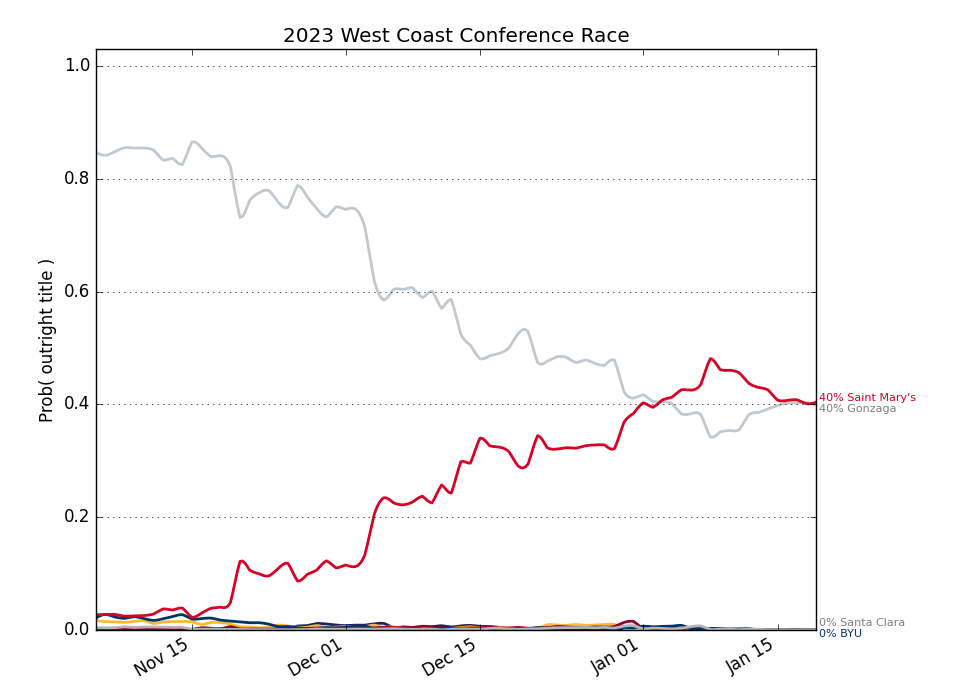 2023 West Coast Conference Race
Prob( outright title )
1.0
0.8
0.6
0.4
0.2
0.0
40% Saint Mary's
40% Gonzaga
0% Santa Clara
0% BYU
Nov 15
Dec 01
Dec 15
Jan 01
Jan 15